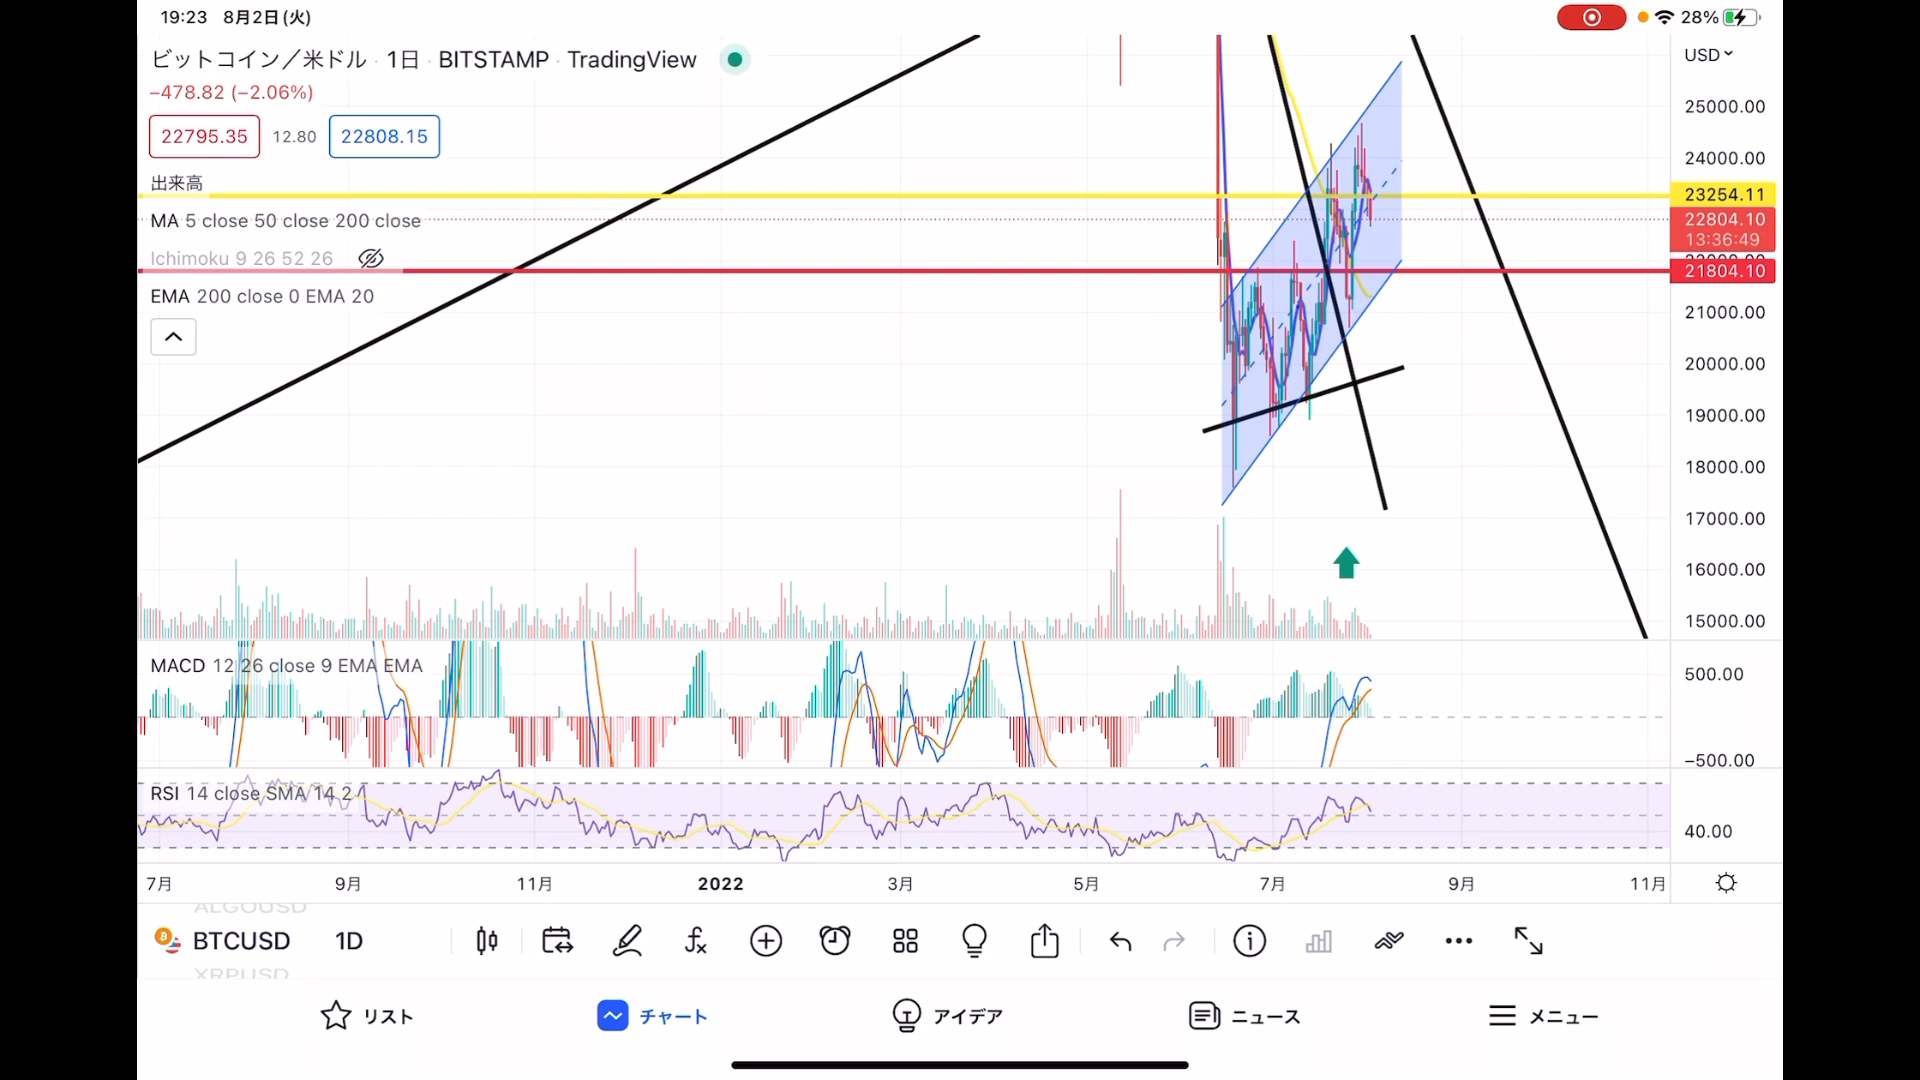 19:23 8月2日(火)
28%
ビットコイン／米ドル · 1日 · BITSTAMP · TradingView
USD
−478.82 (−2.06%)
25000.00
22795.35 12.80 22808.15
24000.00
出来高
23254.11
MA 5 close 50 close 200 close
22804.10
13:36:49
Ichimoku 9 26 52 26
21804.10
EMA 200 close 0 EMA 20
21000.00
20000.00
19000.00
18000.00
17000.00
16000.00
15000.00
MACD 12 26 close 9 EMA EMA
500.00
−500.00
RSI 14 close SMA 14 2
40.00
7月 9月 11月 2022 3月 5月 7月 9月 11月
ALGOUSD
BTCUSD 1D
XRPUSD
リスト チャート アイデア ニュース メニュー